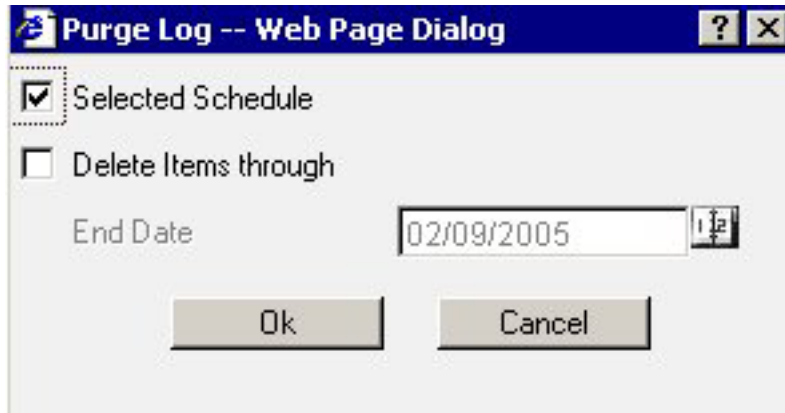 Purge Log -- Web Page Dialog
Selected Schedule
Delete Items through
End Date 02/09/2005
Ok Cancel